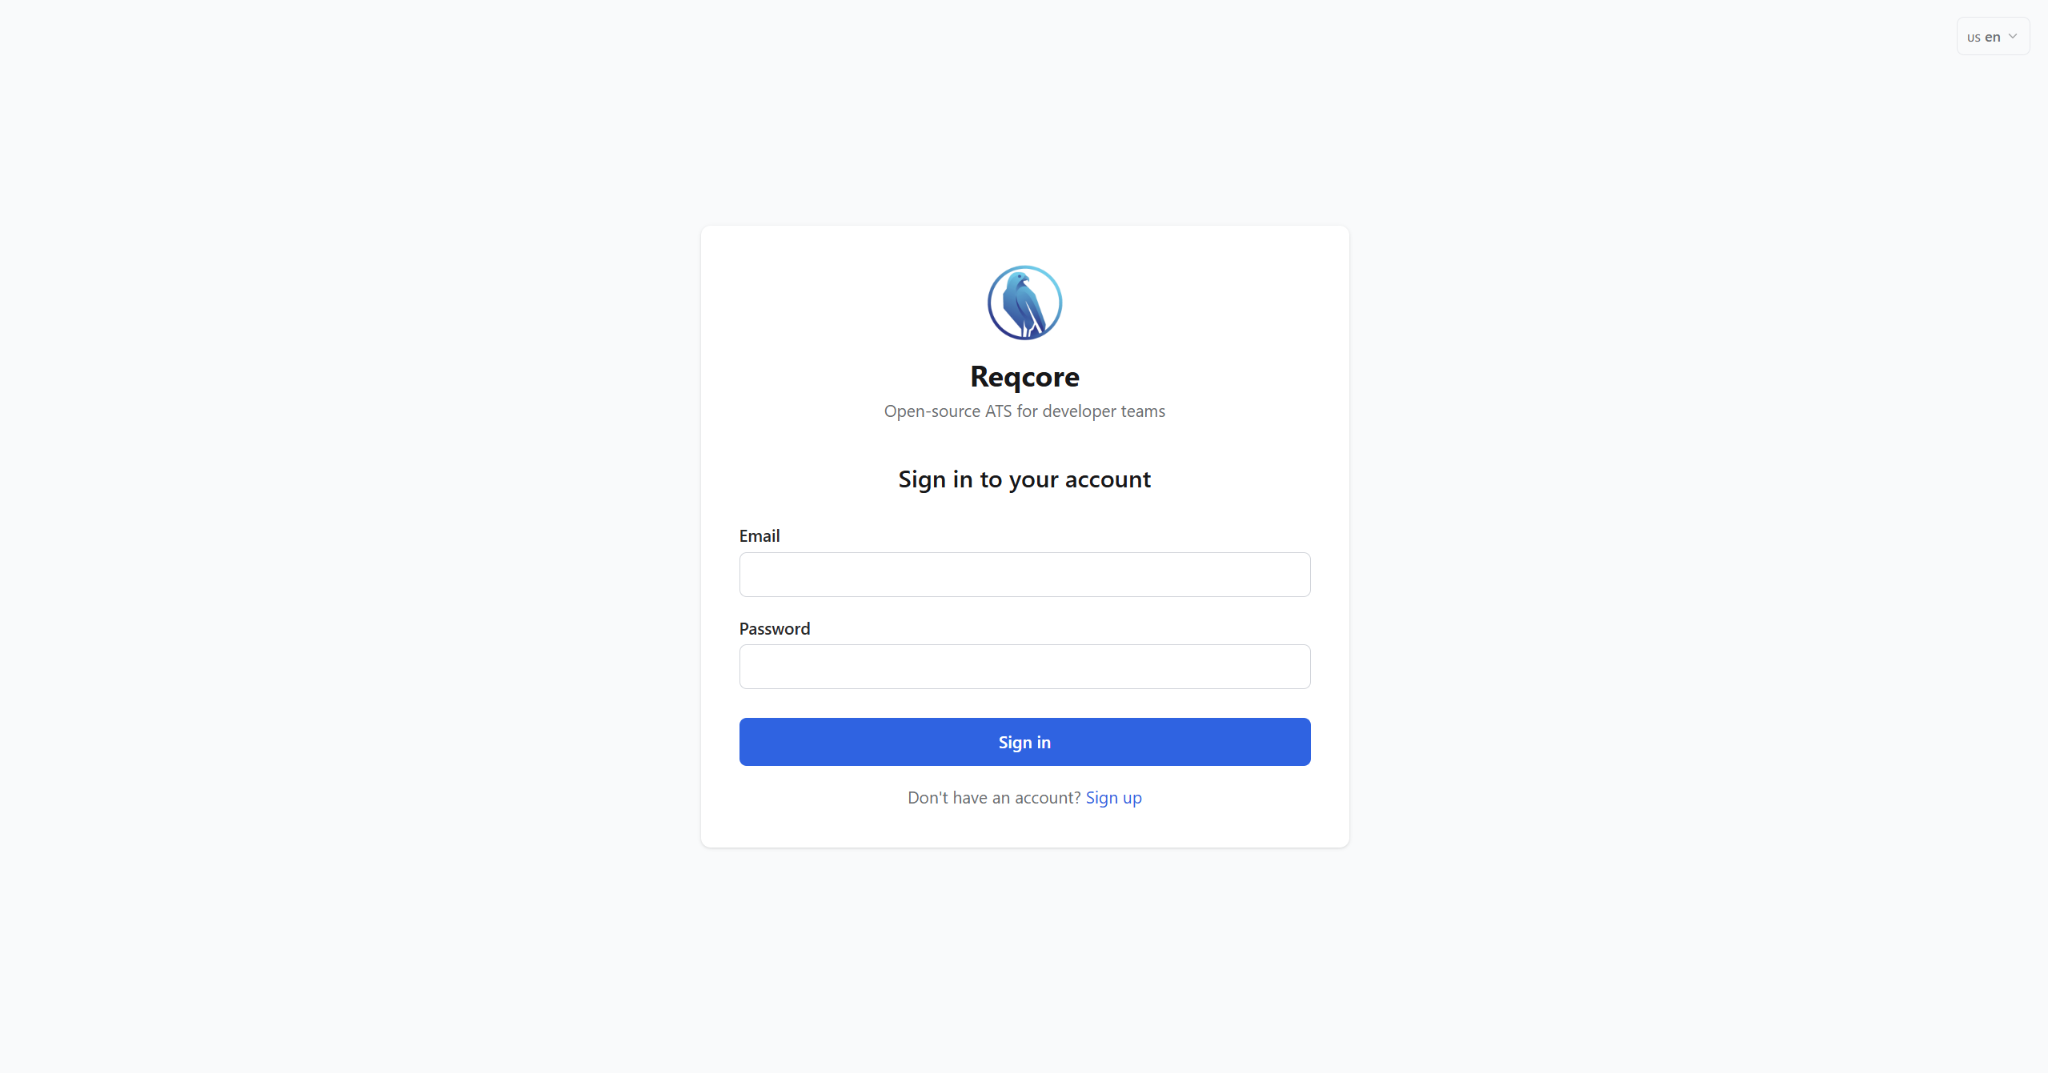 us en
Reqcore
Open-source ATS for developer teams
Sign in to your account
Email
Password
Sign in
Don't have an account? Sign up